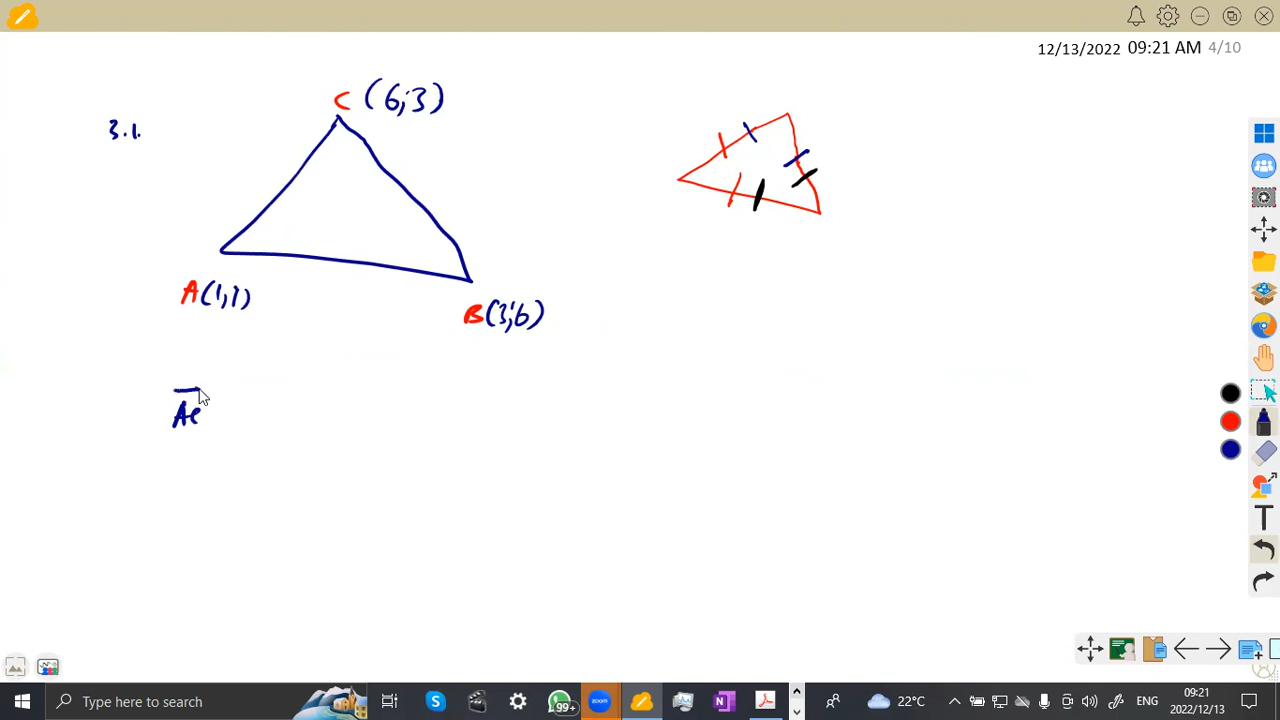 12/13/2022 09:21 AM 4/10
C (6;3)
3.1.
A(1,1)
B(3;6)
Ac
T
99+
Type here to search
22°C
ENG
09:21
2022/12/13